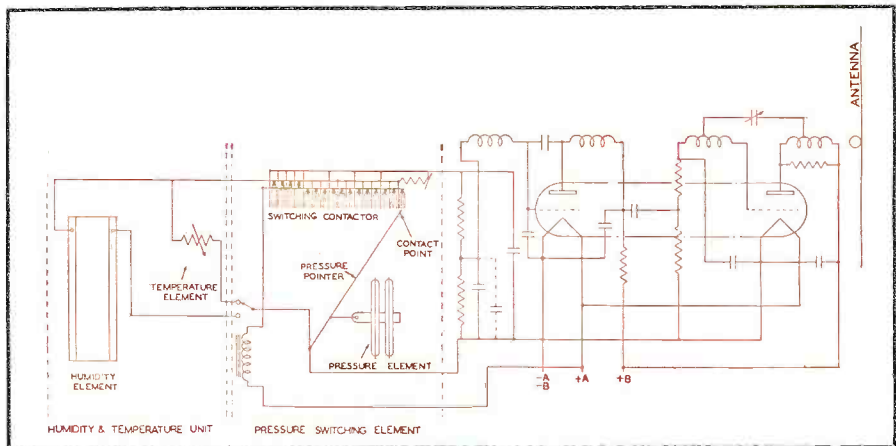 ANTENNA
SWITCHING CONTACTOR
CONTACT
POINT
PRESSURE
POINTER
TEMPERATURE
ELEMENT
PRESSURE ELEMENT
HUMIDITY
ELEMENT
-A
-B
+A
+B
HUMIDITY & TEMPERATURE UNIT
PRESSURE SWITCHING ELEMENT